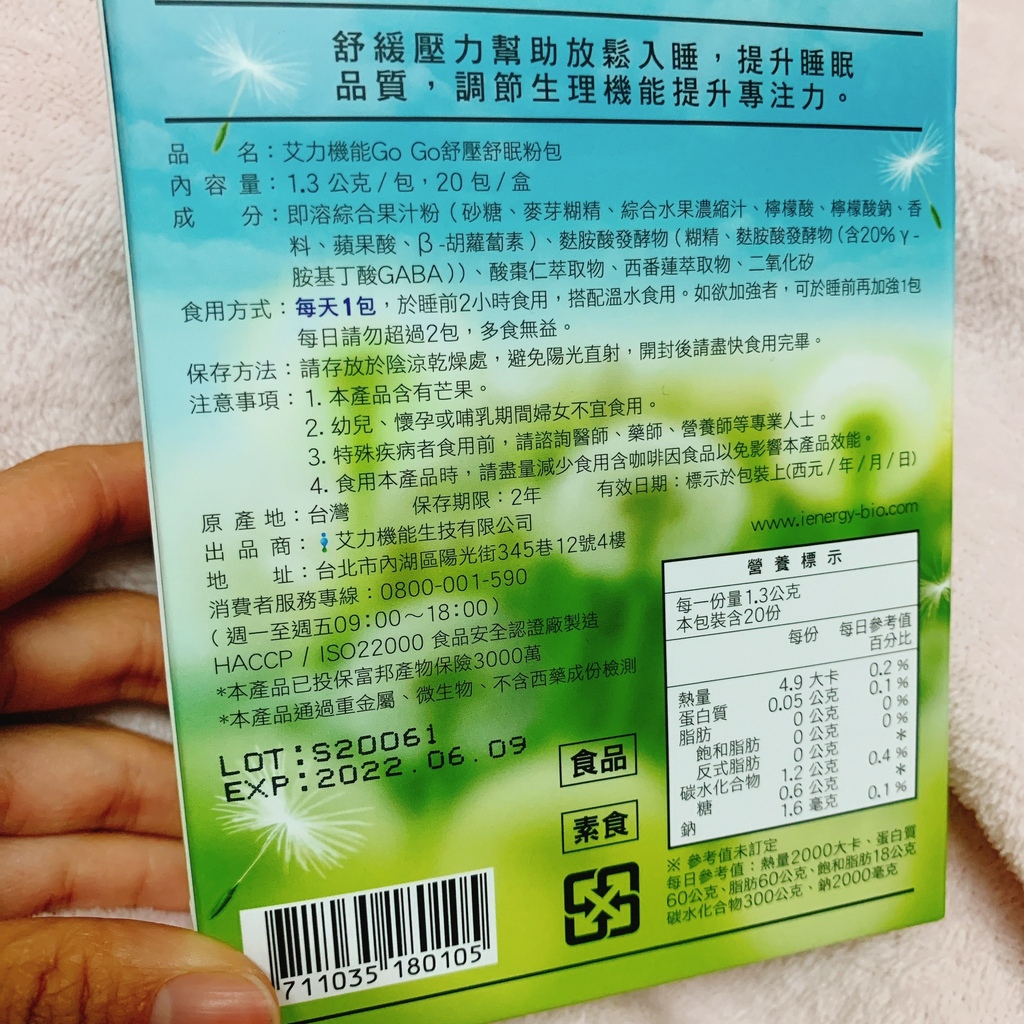 舒緩壓力幫助放鬆入睡，提升睡眠
品質，調節生理機能提升專注力。
品　　名：艾力機能Go Go舒壓舒眠粉包
內 容 量：1.3 公克 / 包，20 包 / 盒
成　　分：即溶綜合果汁粉（砂糖、麥芽糊精、綜合水果濃縮汁、檸檬酸、檸檬酸鈉、香
料、蘋果酸、β-胡蘿蔔素）、麩胺酸發酵物（糊精、麩胺酸發酵物（含20% γ-
胺基丁酸GABA））、酸棗仁萃取物、西番蓮萃取物、二氧化矽
食用方式：每天1包，於睡前2小時食用，搭配溫水食用。如欲加強者，可於睡前再加強1包
每日請勿超過2包，多食無益。
保存方法：請存放於陰涼乾燥處，避免陽光直射，開封後請盡快食用完畢。
注意事項：1. 本產品含有芒果。
2. 幼兒、懷孕或哺乳期間婦女不宜食用。
3. 特殊疾病者食用前，請諮詢醫師、藥師、營養師等專業人士。
4. 食用本產品時，請盡量減少食用含咖啡因食品以免影響本產品效能。
原 產 地：台灣　　保存期限：2年　　有效日期：標示於包裝上(西元 / 年 / 月 / 日)
出 品 商：艾力機能生技有限公司
www.ienergy-bio.com
地　　址：台北市內湖區陽光街345巷12號4樓
消費者服務專線：0800-001-590
( 週一至週五09：00～18：00 )
HACCP / ISO22000 食品安全認證廠製造
*本產品已投保富邦產物保險3000萬
*本產品通過重金屬、微生物、不含西藥成份檢測
LOT:S20061
EXP:2022.06.09
食品
素食
營 養 標 示
每一份量1.3公克
本包裝含20份
每份　每日參考值百分比
熱量 4.9 大卡 0.2 %
蛋白質 0.05 公克 0.1 %
脂肪 0 公克 0 %
飽和脂肪 0 公克 0 %
反式脂肪 0 公克 *
碳水化合物 1.2 公克 0.4 %
糖 0.6 公克 *
鈉 1.6 毫克 0.1 %
※ 參考值未訂定
每日參考值：熱量2000大卡、蛋白質
60公克、脂肪60公克、飽和脂肪18公克
碳水化合物300公克、鈉2000毫克
711035 180105